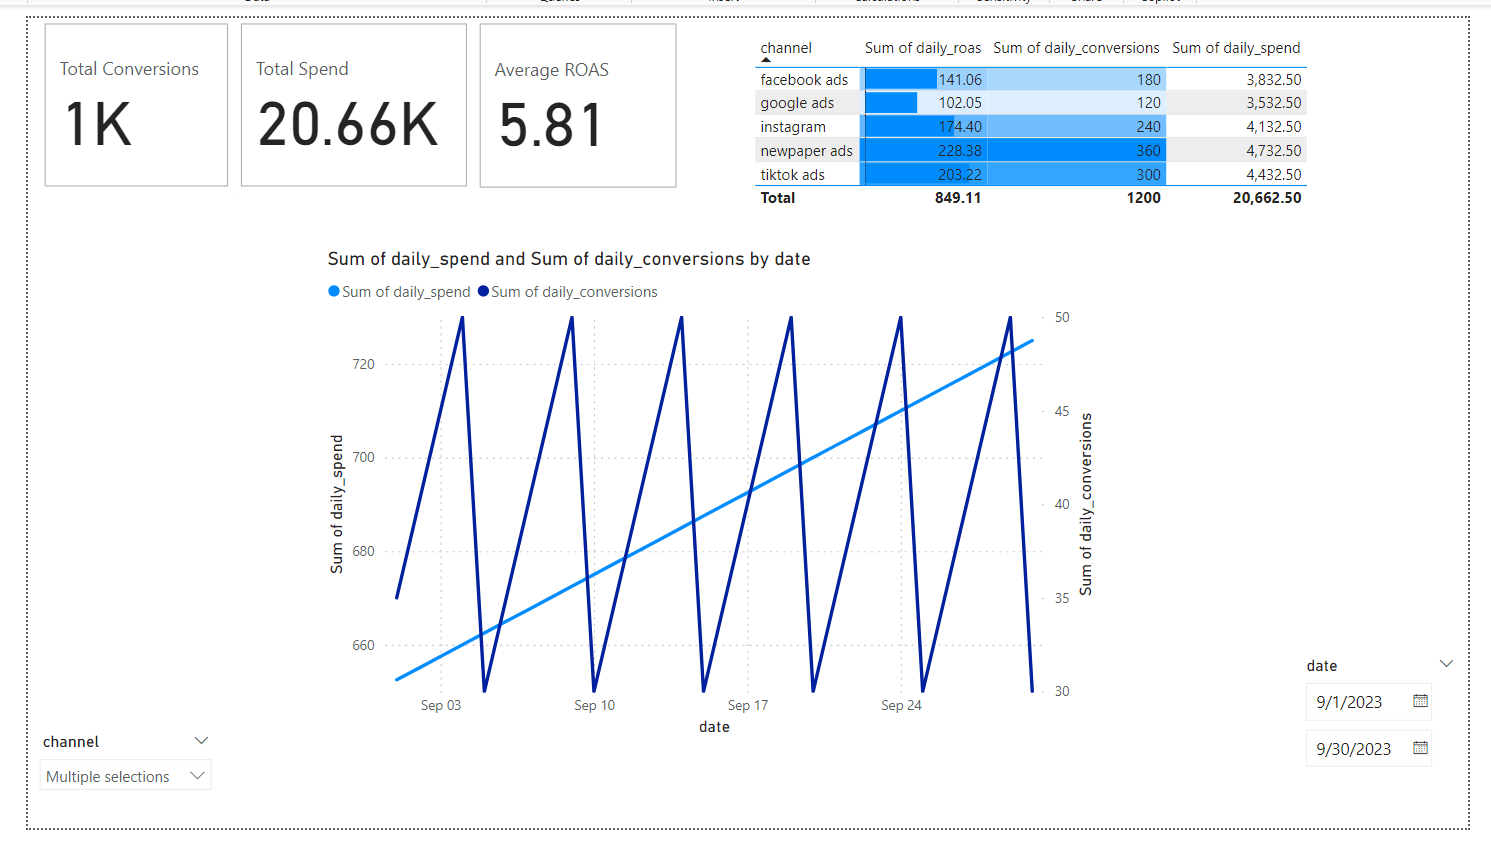 Total Conversions
1K
Total Spend
20.66K
Average ROAS
5.81
channel Sum of daily_roas Sum of daily_conversions Sum of daily_spend
facebook ads 141.06 180 3,832.50
google ads 102.05 120 3,532.50
instagram 174.40 240 4,132.50
newpaper ads 228.38 360 4,732.50
tiktok ads 203.22 300 4,432.50
Total 849.11 1200 20,662.50
Sum of daily_spend and Sum of daily_conversions by date
Sum of daily_spend Sum of daily_conversions
720
700
680
660
Sum of daily_spend
50
45
40
35
30
Sum of daily_conversions
Sep 03 Sep 10 Sep 17 Sep 24
date
channel
Multiple selections
date
9/1/2023
9/30/2023